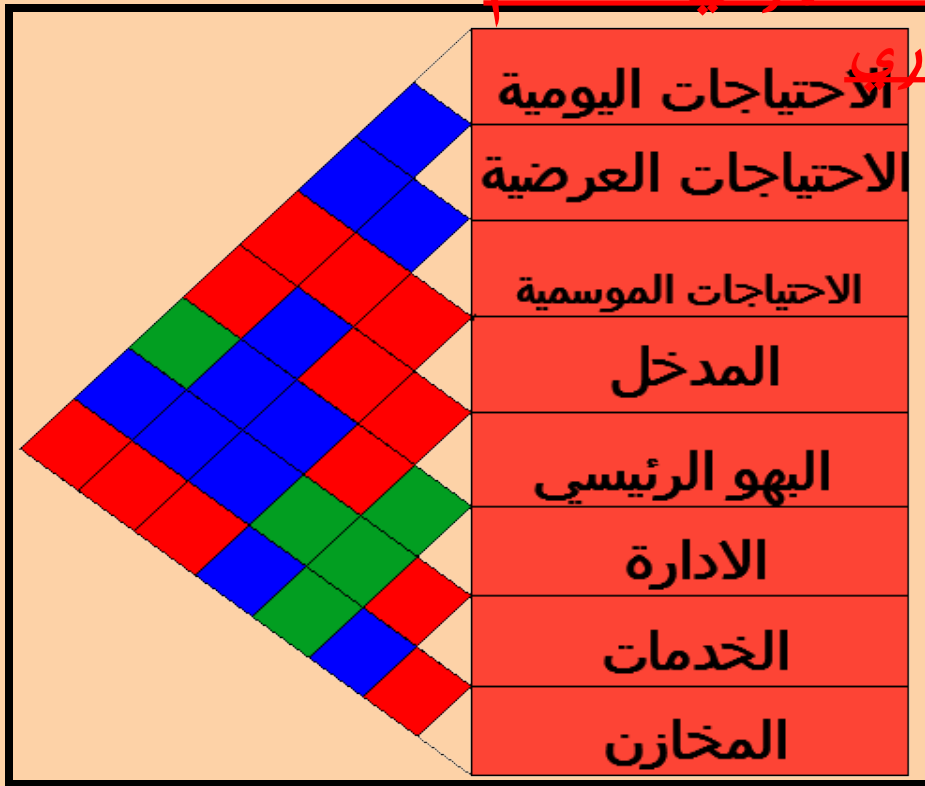 الاحتياجات اليومية
الاحتياجات العرضية
الاحتياجات الموسمية
المدخل
البهو الرئيسي
الادارة
الخدمات
المخازن